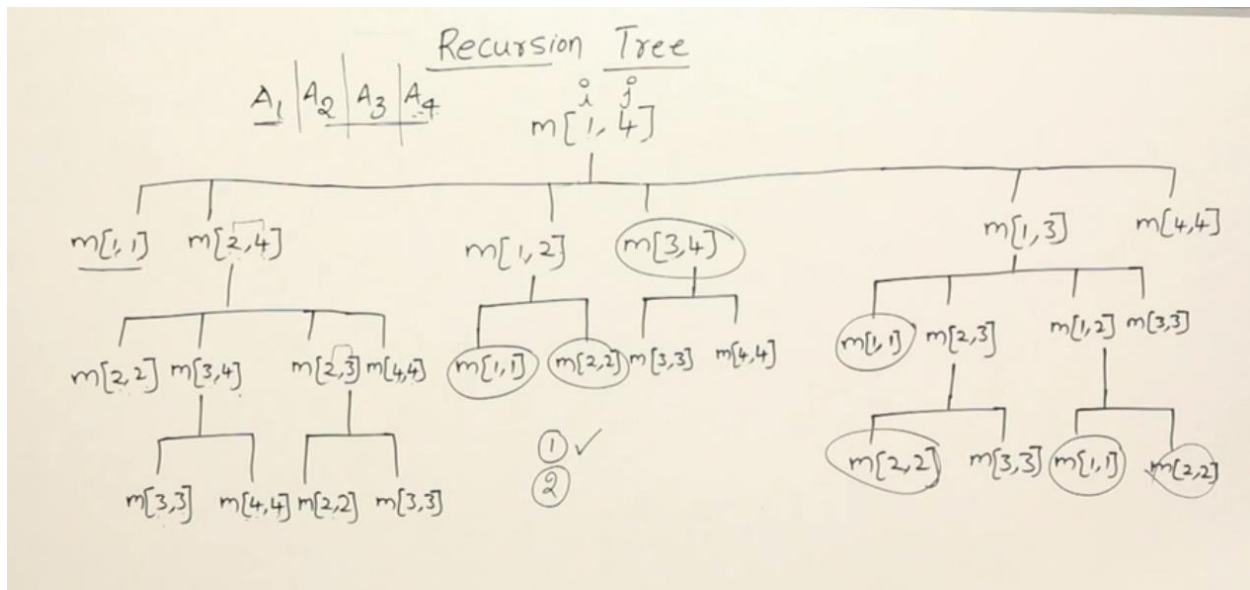 Recursion Tree
A1 A2 A3 A4
i j
m[1,4]
m[1,1] m[2,4] m[1,2] m[3,4] m[1,3] m[4,4]
m[2,2] m[3,4] m[2,3] m[4,4] m[1,1] m[2,2] m[3,3] m[4,4] m[1,1] m[2,3] m[1,2] m[3,3]
m[3,3] m[4,4] m[2,2] m[3,3] m[2,2] m[3,3] m[1,1] m[2,2]
① ✓
②